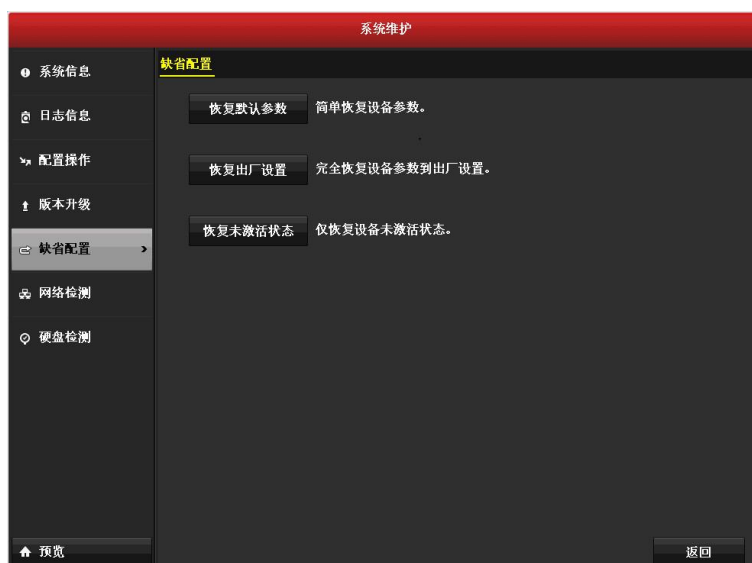 系统维护
系统信息
日志信息
配置操作
版本升级
缺省配置
网络检测
硬盘检测
预览
缺省配置
恢复默认参数 简单恢复设备参数。
恢复出厂设置 完全恢复设备参数到出厂设置。
恢复未激活状态 仅恢复设备未激活状态。
返回